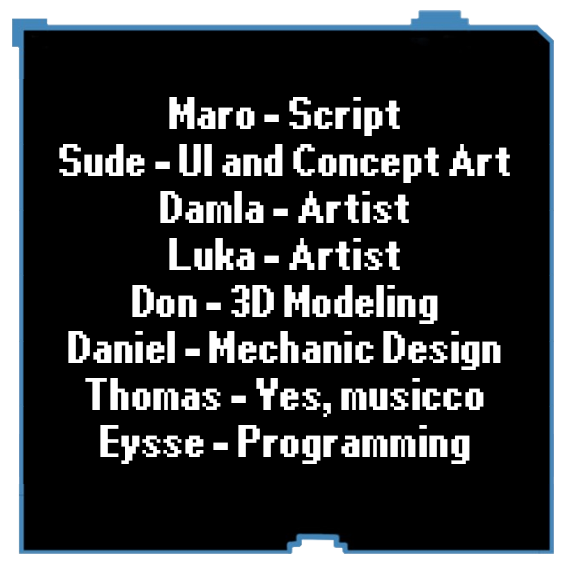 Maro - Script
Sude - UI and Concept Art
Damla - Artist
Luka - Artist
Don - 3D Modeling
Daniel - Mechanic Design
Thomas - Yes, musicco
Eysse - Programming